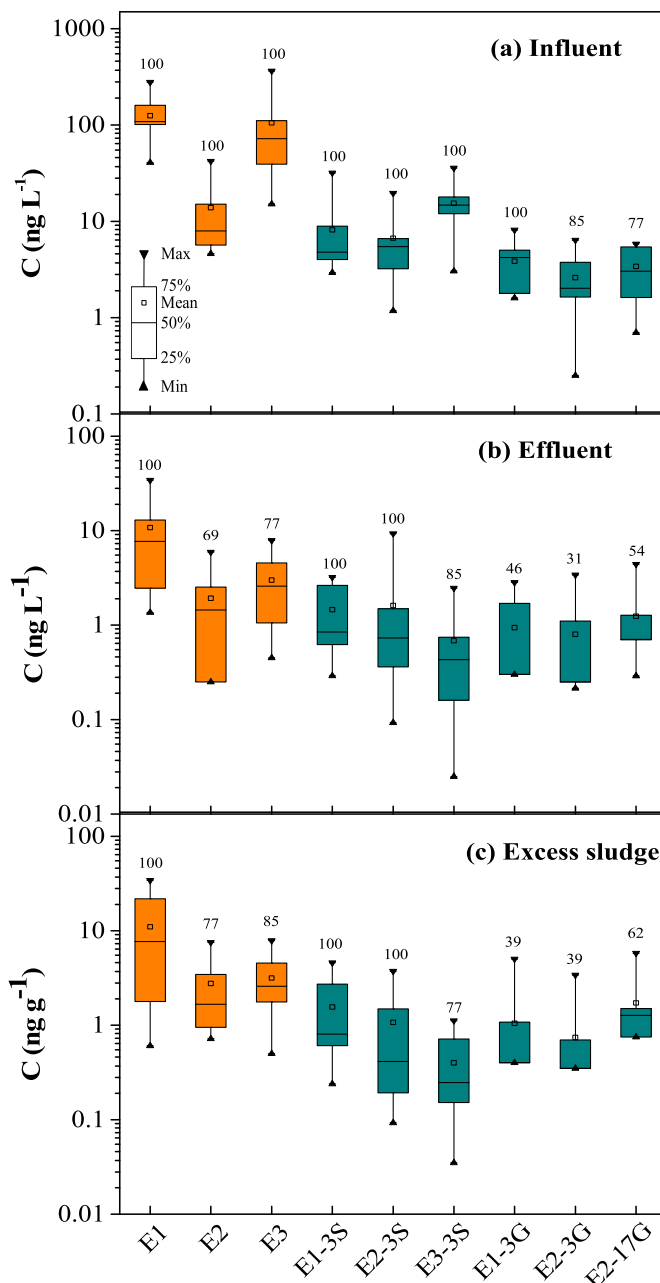 (a) Influent
C (ng L-1)
1000
100
10
1
0.1
100
100
100
100
100
100
100
85
77
Max
75%
Mean
50%
25%
Min
(b) Effluent
C (ng L-1)
100
10
1
0.1
0.01
100
69
77
100
100
85
46
31
54
(c) Excess sludge
C (ng g-1)
100
10
1
0.1
0.01
100
77
85
100
100
77
39
39
62
E1
E2
E3
E1-3S
E2-3S
E3-3S
E1-3G
E2-3G
E2-17G